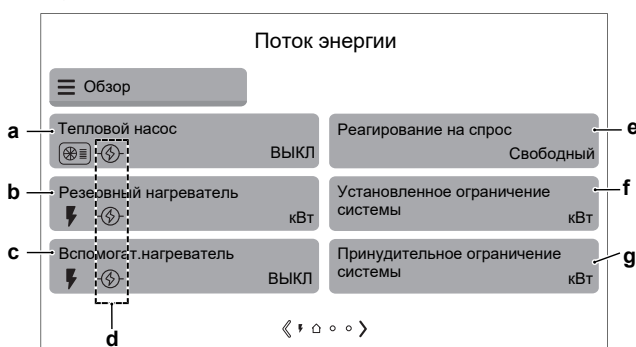 Поток энергии
Обзор
a
Тепловой насос
ВЫКЛ
Реагирование на спрос
Свободный
e
b
Резервный нагреватель
кВт
Установленное ограничение
системы
кВт
f
c
Вспомогат.нагреватель
ВЫКЛ
Принудительное ограничение
системы
кВт
g
d